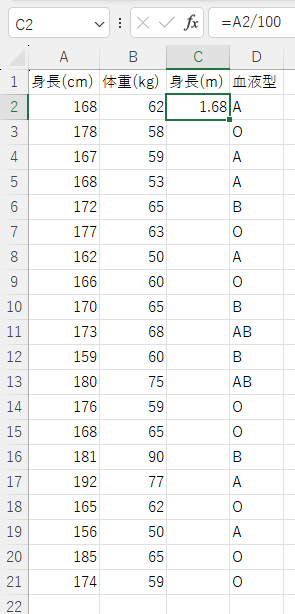 C2 fx =A2/100
A B C D
1 身長(cm) 体重(kg) 身長(m) 血液型
2 168 62 1.68 A
3 178 58 O
4 167 59 A
5 168 53 A
6 172 65 B
7 177 63 O
8 162 50 A
9 166 60 O
10 170 65 B
11 173 68 AB
12 159 60 B
13 180 75 AB
14 176 59 O
15 168 65 O
16 181 90 B
17 192 77 A
18 165 62 O
19 156 50 A
20 185 65 O
21 174 59 O
22